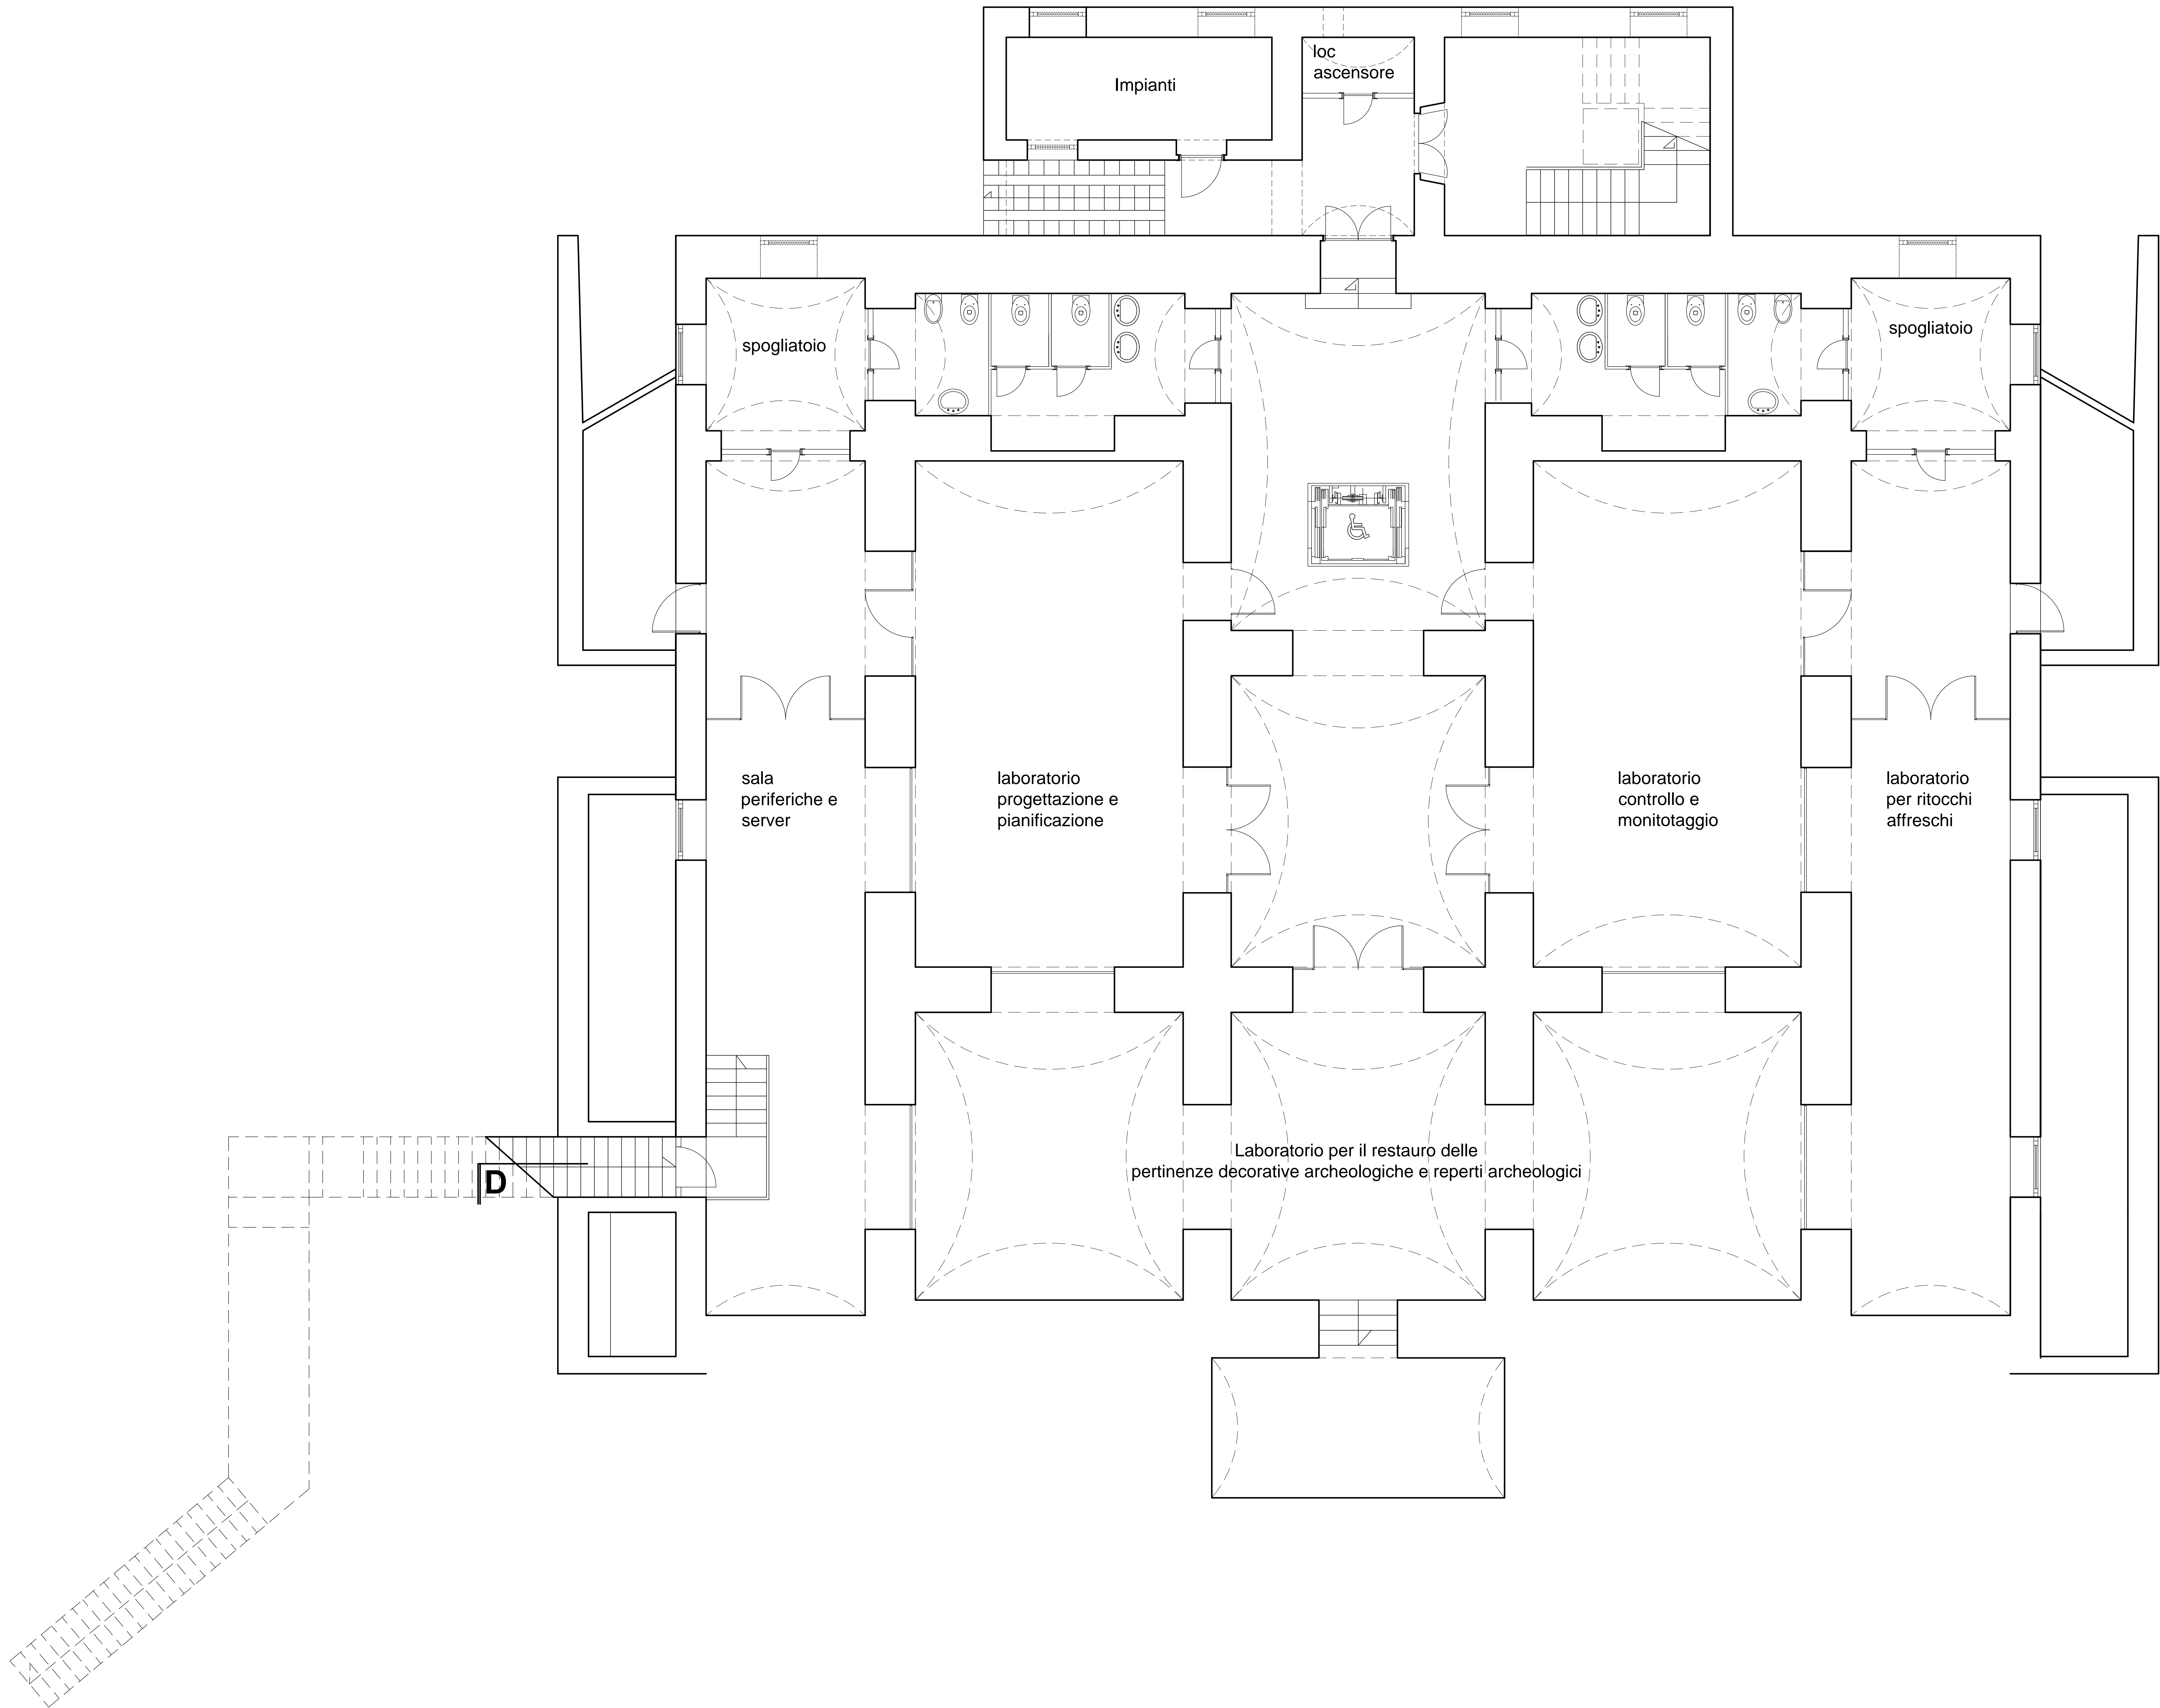 loc
ascensore
Impianti
spogliatoio
spogliatoio
sala
periferiche e
server
laboratorio
progettazione e
pianificazione
laboratorio
controllo e
monitotaggio
laboratorio
per ritocchi
affreschi
Laboratorio per il restauro delle
pertinenze decorative archeologiche e reperti archeologici
D